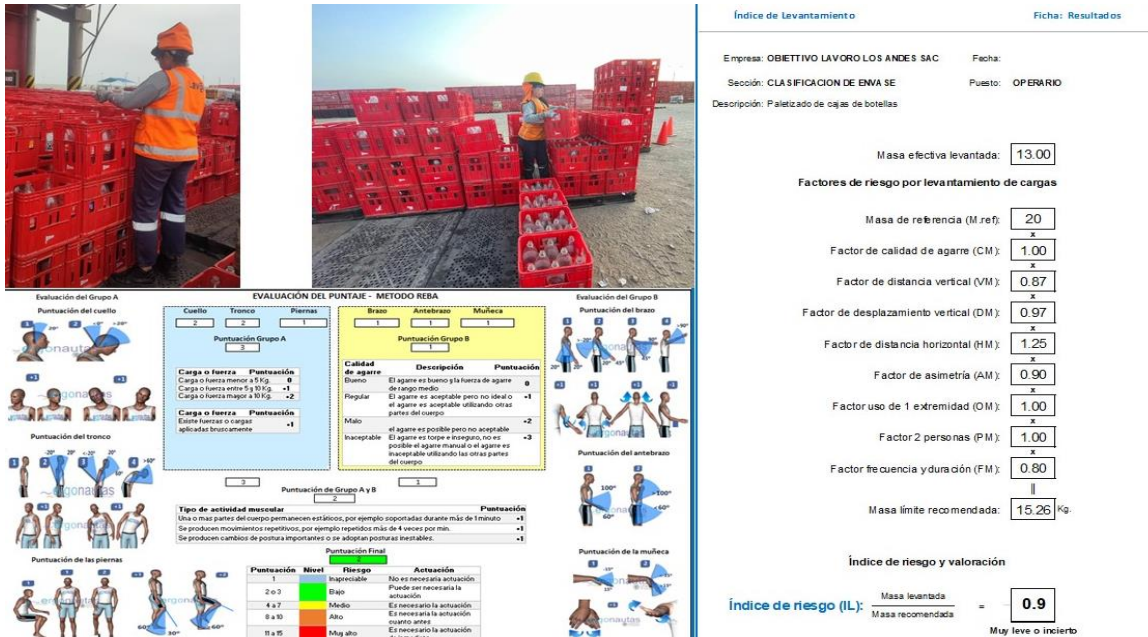 Índice de Levantamiento
Ficha: Resultados
Empresa: OBIETTIVO LAVORO LOS ANDES SAC
Fecha:
Sección: CLASIFICACION DE ENVASE
Puesto: OPERARIO
Descripción: Paletizado de cajas de botellas
Masa efectiva levantada: 13.00
Factores de riesgo por levantamiento de cargas
Masa de referencia (M.ref): 20
x
Factor de calidad de agarre (CM): 1.00
x
Factor de distancia vertical (VM): 0.87
x
Factor de desplazamiento vertical (DM): 0.97
x
Factor de distancia horizontal (HM): 1.25
x
Factor de asimetría (AM): 0.90
x
Factor uso de 1 extremidad (OM): 1.00
x
Factor 2 personas (PM): 1.00
x
Factor frecuencia y duración (FM): 0.80
||
Masa límite recomendada: 15.26 Kg.
Índice de riesgo y valoración
Índice de riesgo (IL): Masa levantada
Masa recomendada
= 0.9
Muy leve o incierto
Evaluación del Grupo A
Puntuación del cuello
Puntuación del tronco
Puntuación de las piernas
EVALUACIÓN DEL PUNTAJE - METODO REBA
Cuello Tronco Piernas
2 2 1
Puntuación Grupo A
3
Carga o fuerza Puntuación
Carga o fuerza menor a 5 Kg. 0
Carga o fuerza entre 5 y 10 Kg. +1
Carga o fuerza mayor a 10 Kg. +2
Carga o fuerza Puntuación
Existe fuerzas o cargas
aplicadas bruscamente +1
3
Brazo Antebrazo Muñeca
1 1 1
Puntuación Grupo B
1
Calidad
de agarre Descripción Puntuación
Bueno El agarre es bueno y la fuerza de agarre
de rango medio 0
Regular El agarre es aceptable pero no ideal o +1
el agarre es aceptable utilizando otras
partes del cuerpo
Malo +2
el agarre es posible pero no aceptable
Inaceptable El agarre es torpe e inseguro, no es +3
posible el agarre manual o el agarre es
inaceptable utilizando las otras partes
del cuerpo
1
Puntuación de Grupo A y B
2
Tipo de actividad muscular
Una o mas partes del cuerpo permanecen estáticos, por ejemplo soportadas durante más de 1 minuto +1
Se producen movimientos repetitivos, por ejemplo repetidos más de 4 veces por min. +1
Se producen cambios de postura importantes o se adoptan posturas inestables. +1
Puntuación Final
2
Puntuación Nivel Riesgo Actuación
1 Inapreciable No es necesaria actuación
2 o 3 Bajo Puede ser necesaria la
actuación
4 a 7 Medio Es necesario la actuación
8 a 10 Alto Es necesario la actuación
cuanto antes
11 a 15 Muy alto Es necesario la actuación
Evaluación del Grupo B
Puntuación del brazo
Puntuación del antebrazo
Puntuación de la muñeca